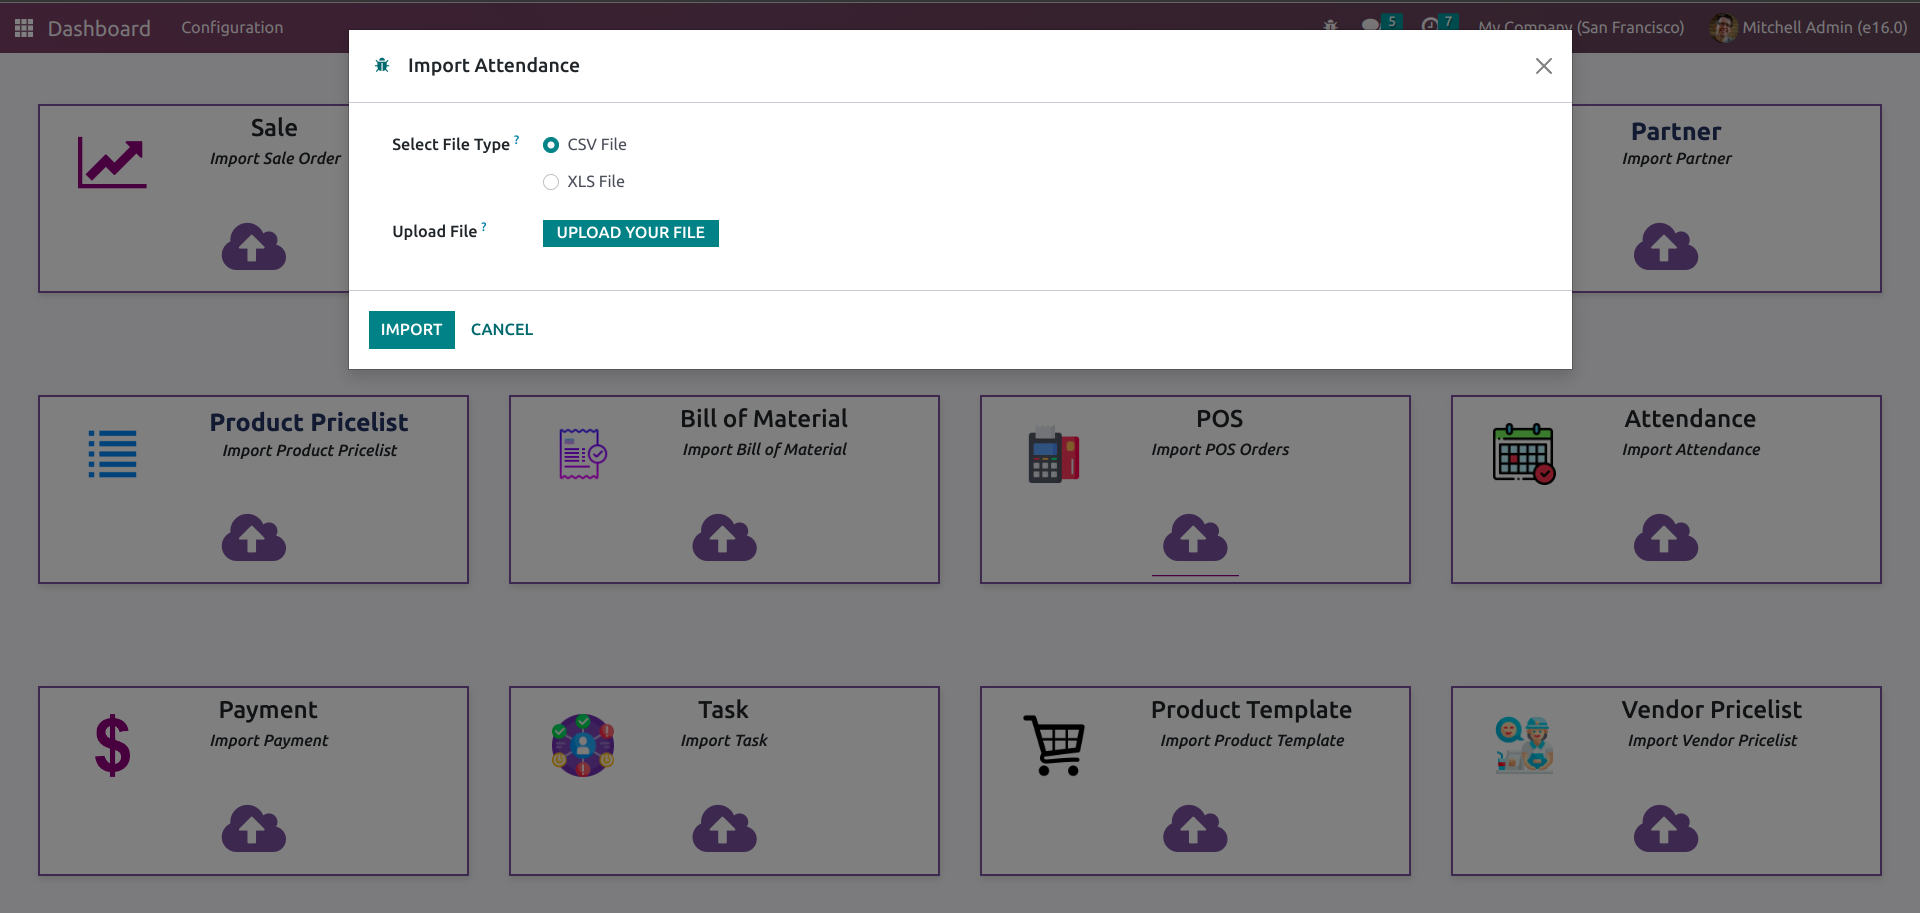 Dashboard
Configuration
5
7
My Company (San Francisco)
Mitchell Admin (e16.0)
Import Attendance
Select File Type ?
CSV File
XLS File
Upload File ?
UPLOAD YOUR FILE
IMPORT
CANCEL
Sale
Import Sale Order
Partner
Import Partner
Product Pricelist
Import Product Pricelist
Bill of Material
Import Bill of Material
POS
Import POS Orders
Attendance
Import Attendance
Payment
Import Payment
Task
Import Task
Product Template
Import Product Template
Vendor Pricelist
Import Vendor Pricelist